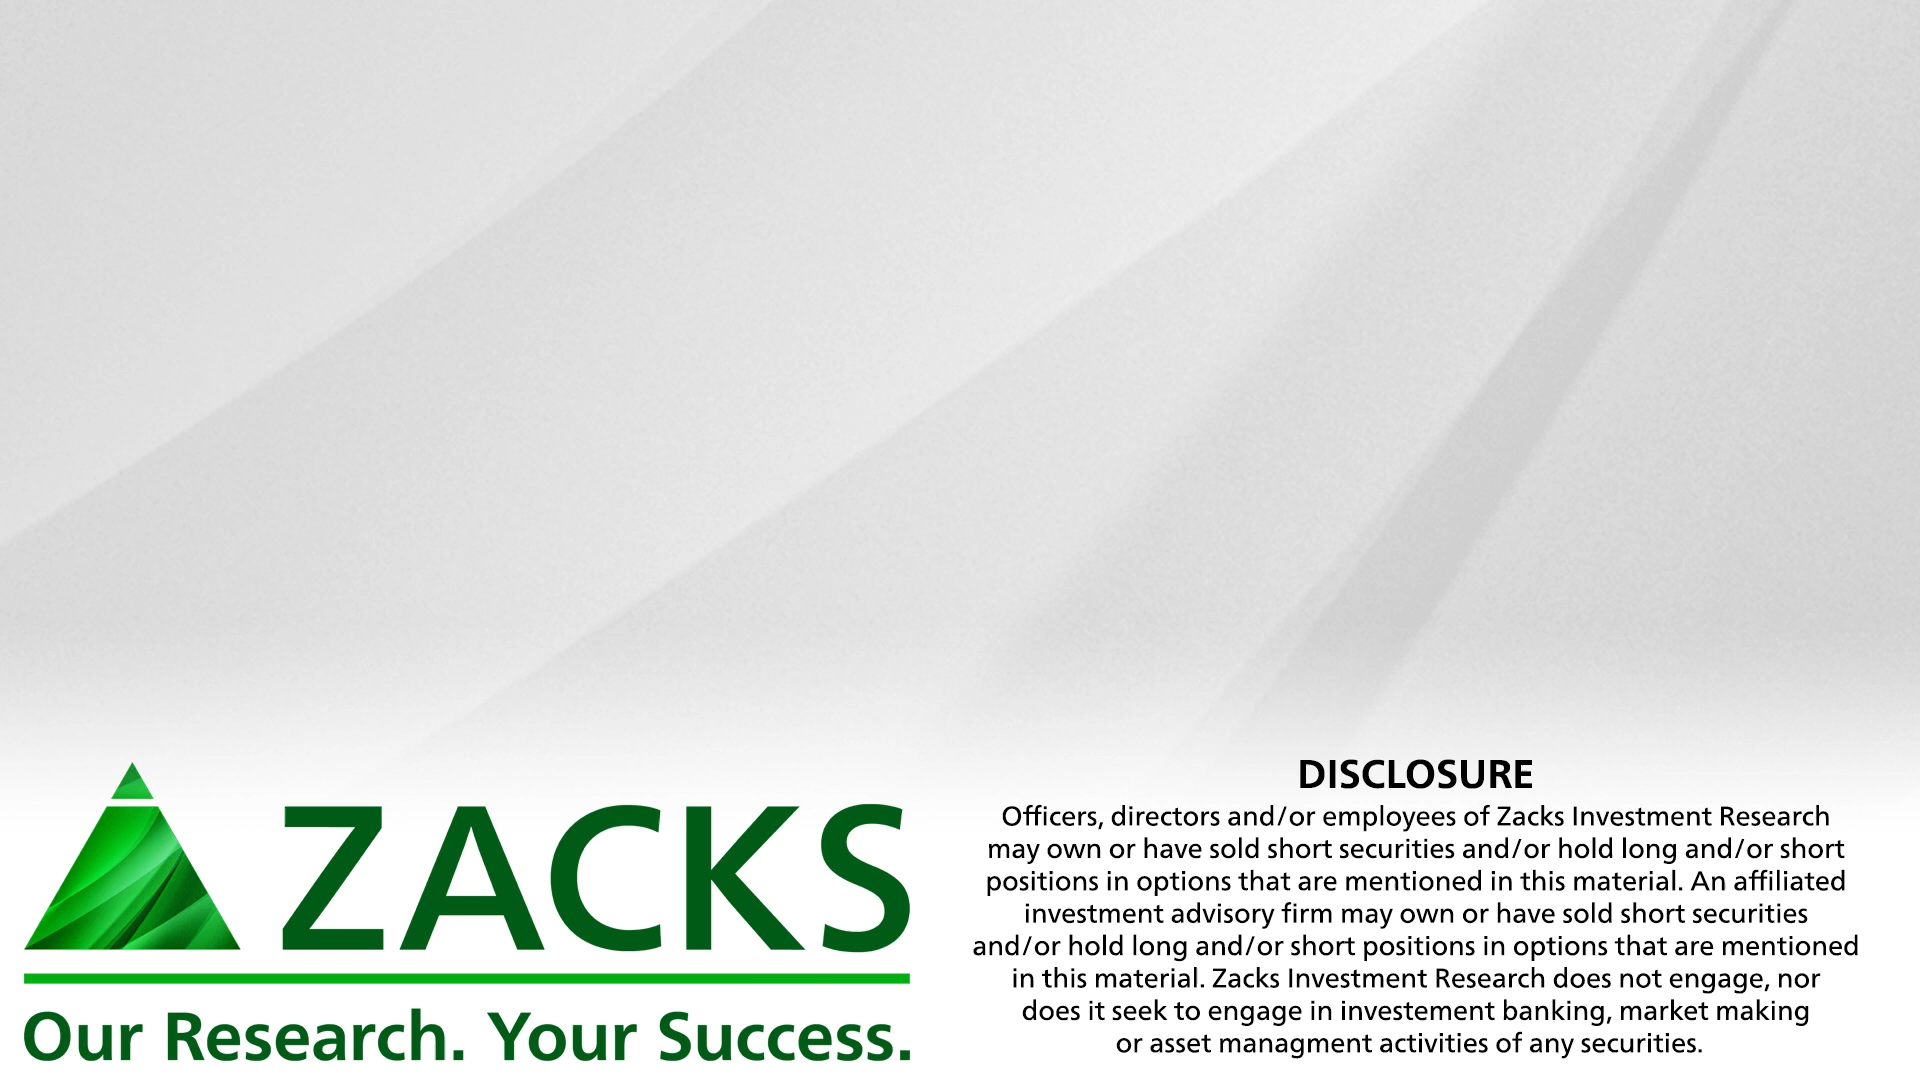 ZACKS
Our Research. Your Success.
DISCLOSURE
Officers, directors and/or employees of Zacks Investment Research
may own or have sold short securities and/or hold long and/or short
positions in options that are mentioned in this material. An affiliated
investment advisory firm may own or have sold short securities
and/or hold long and/or short positions in options that are mentioned
in this material. Zacks Investment Research does not engage, nor
does it seek to engage in investement banking, market making
or asset managment activities of any securities.